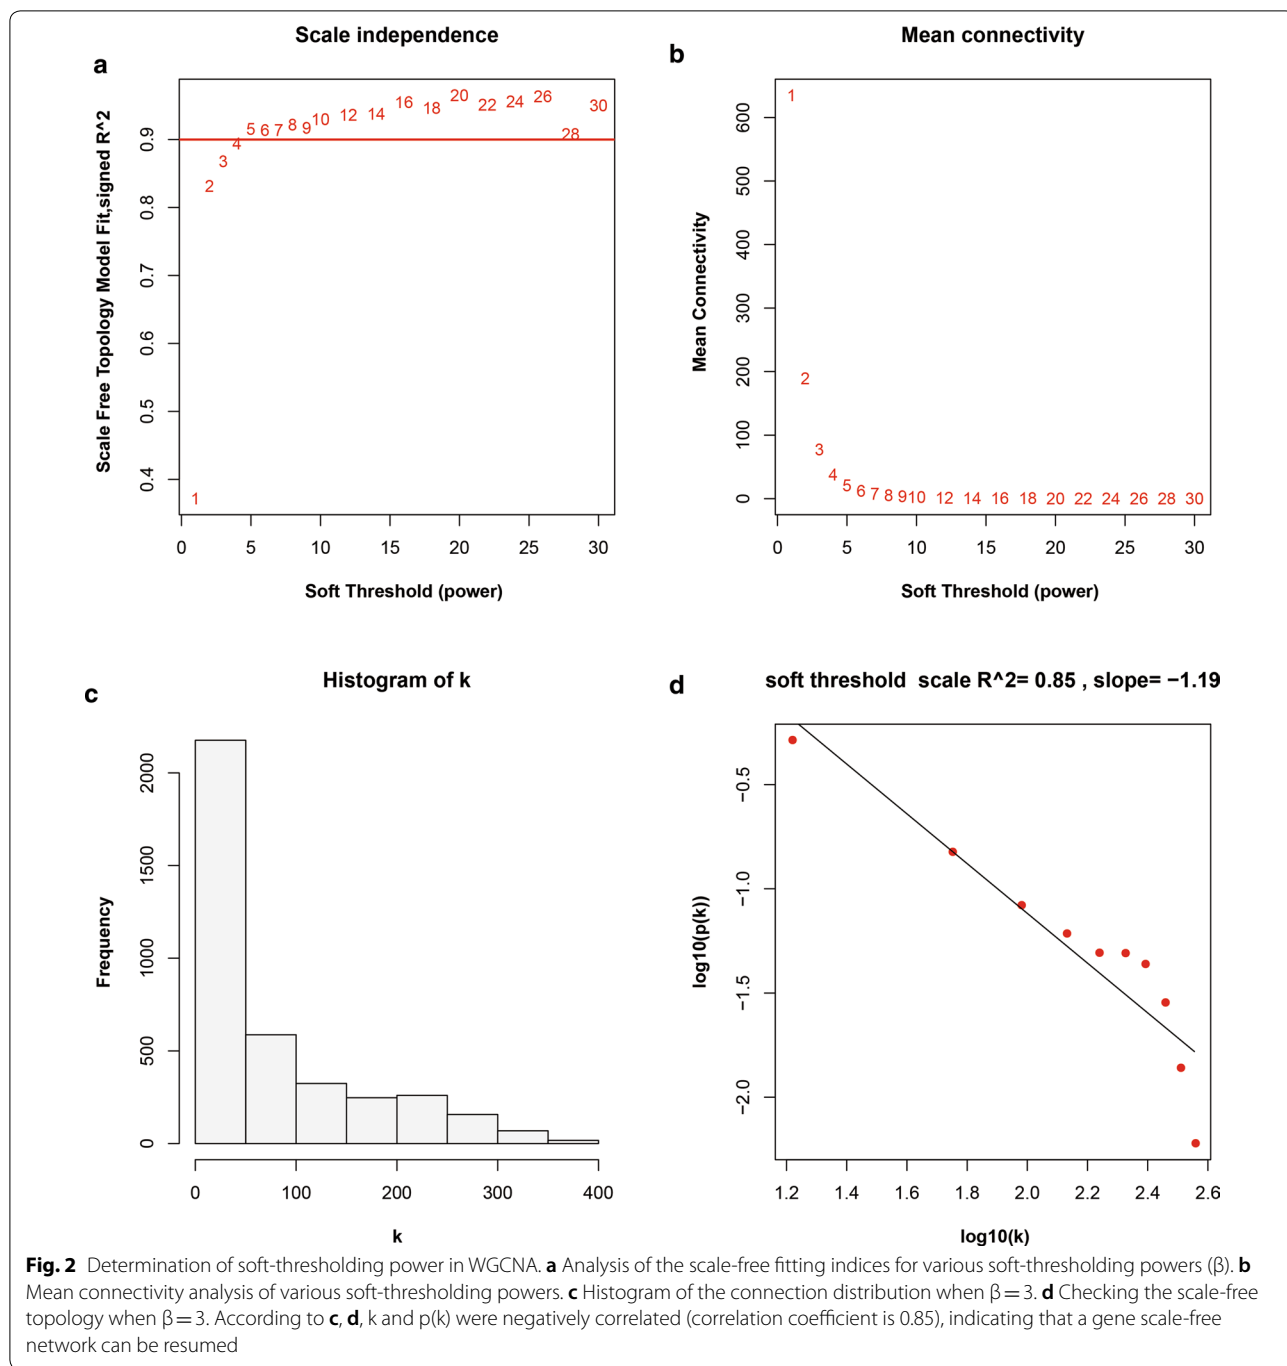 Scale independence
a
Scale Free Topology Model Fit,signed R^2
0.9
0.8
0.7
0.6
0.5
0.4
1
2
3
4
5
6
7
8
9
10
12
14
16
18
20
22
24
26
28
30
0 5 10 15 20 25 30
Soft Threshold (power)
Mean connectivity
b
Mean Connectivity
600
500
400
300
200
100
0
1
2
3
4
5
6
7
8
9
10
12
14
16
18
20
22
24
26
28
30
0 5 10 15 20 25 30
Soft Threshold (power)
Histogram of k
c
Frequency
2000
1500
1000
500
0
0 100 200 300 400
k
d
soft threshold scale R^2= 0.85 , slope= −1.19
log10(p(k))
−0.5
−1.0
−1.5
−2.0
1.2 1.4 1.6 1.8 2.0 2.2 2.4 2.6
log10(k)
Fig. 2 Determination of soft-thresholding power in WGCNA. a Analysis of the scale-free fitting indices for various soft-thresholding powers (β). b
Mean connectivity analysis of various soft-thresholding powers. c Histogram of the connection distribution when β = 3. d Checking the scale-free
topology when β = 3. According to c, d, k and p(k) were negatively correlated (correlation coefficient is 0.85), indicating that a gene scale-free
network can be resumed